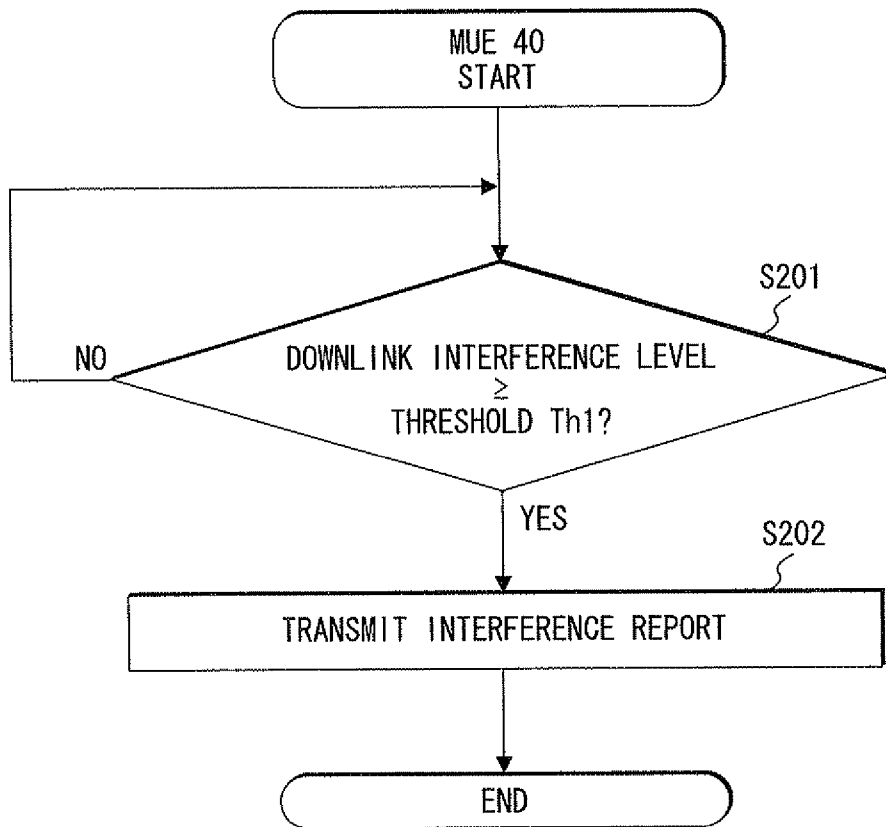 MUE 40
START
S201
NO
DOWNLINK INTERFERENCE LEVEL
≥
THRESHOLD Th1?
YES
S202
TRANSMIT INTERFERENCE REPORT
END